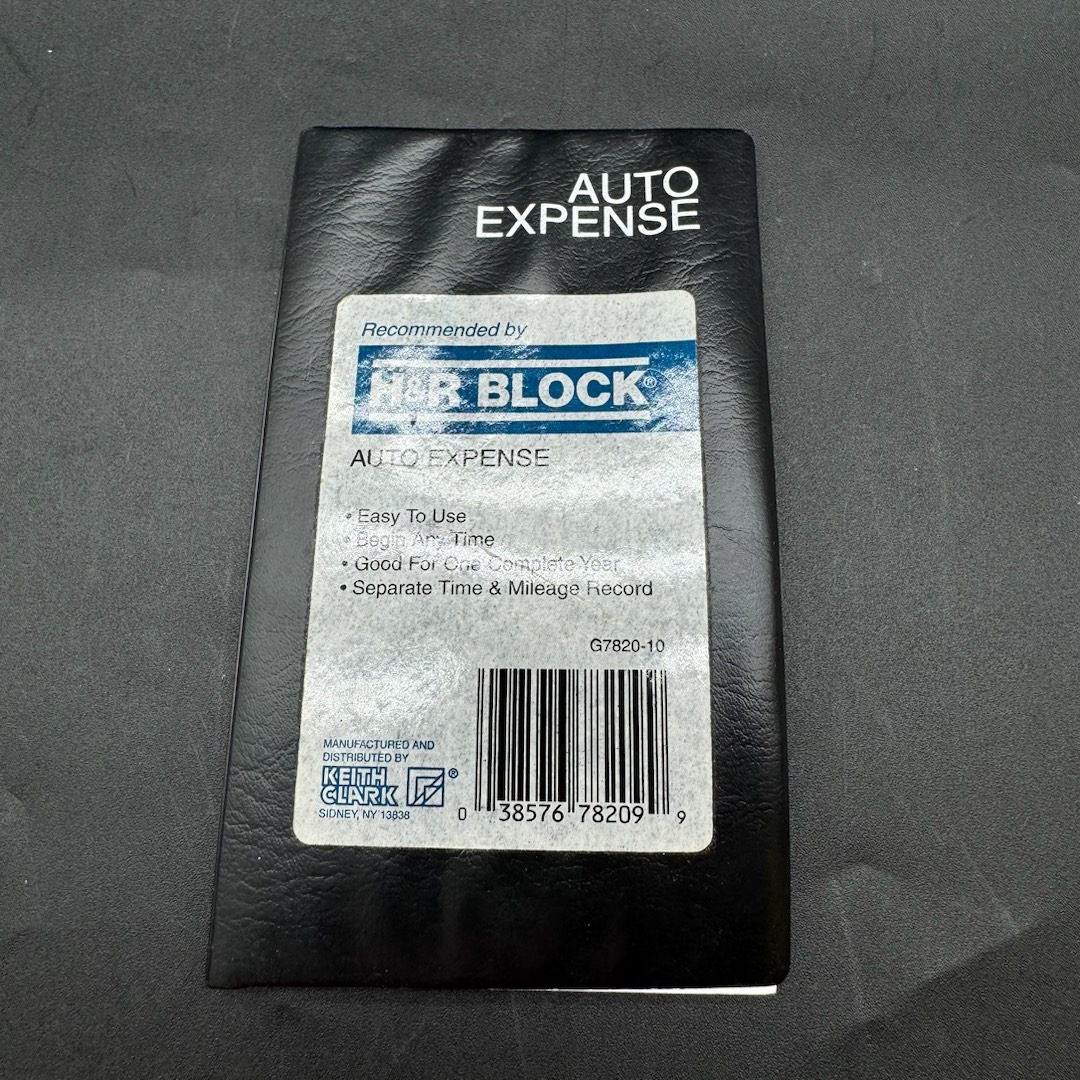 AUTO
EXPENSE
Recommended by
H&R BLOCK®
AUTO EXPENSE
• Easy To Use
• Begin Any Time
• Good For One Complete Year
• Separate Time & Mileage Record
G7820-10
MANUFACTURED AND
DISTRIBUTED BY
KEITH
CLARK ®
SIDNEY, NY 13838
0 38576 78209 9